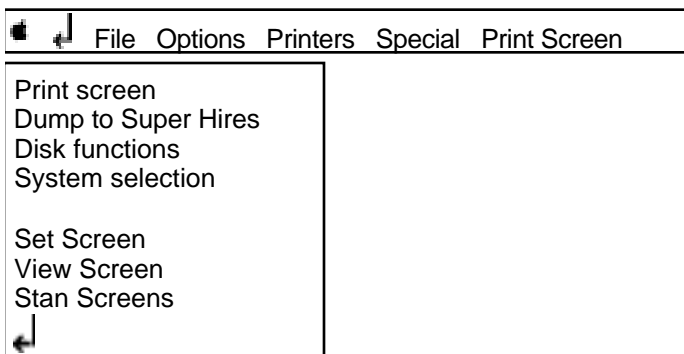 File Options Printers Special Print Screen
Print screen
Dump to Super Hires
Disk functions
System selection
Set Screen
View Screen
Stan Screens